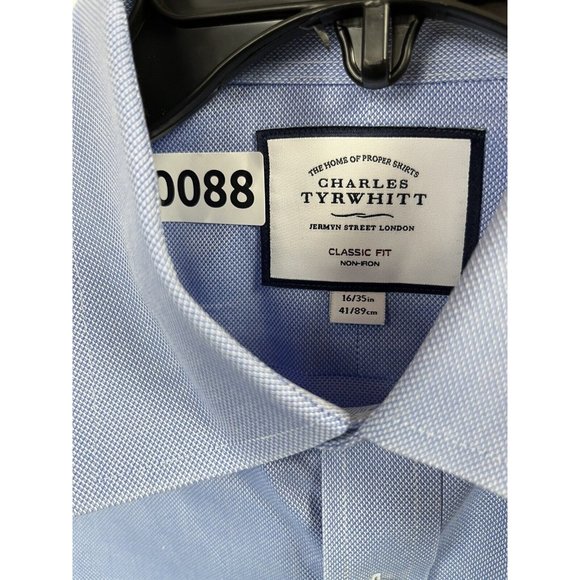 0088
THE HOME OF PROPER SHIRTS
CHARLES
TYRWHITT
JERMYN STREET LONDON
CLASSIC FIT
NON-IRON
16/35in
41/89cm